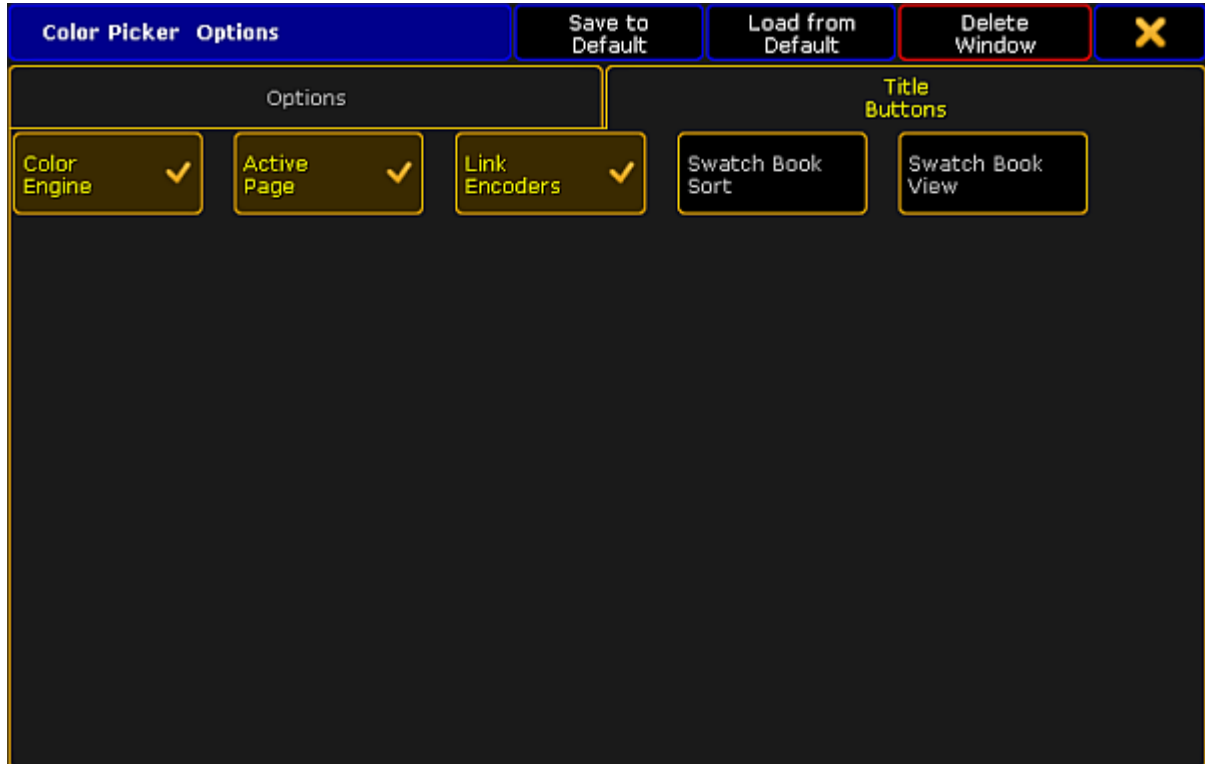 Color Picker Options
Save to
Default
Load from
Default
Delete
Window
Options
Title
Buttons
Color
Engine
Active
Page
Link
Encoders
Swatch Book
Sort
Swatch Book
View